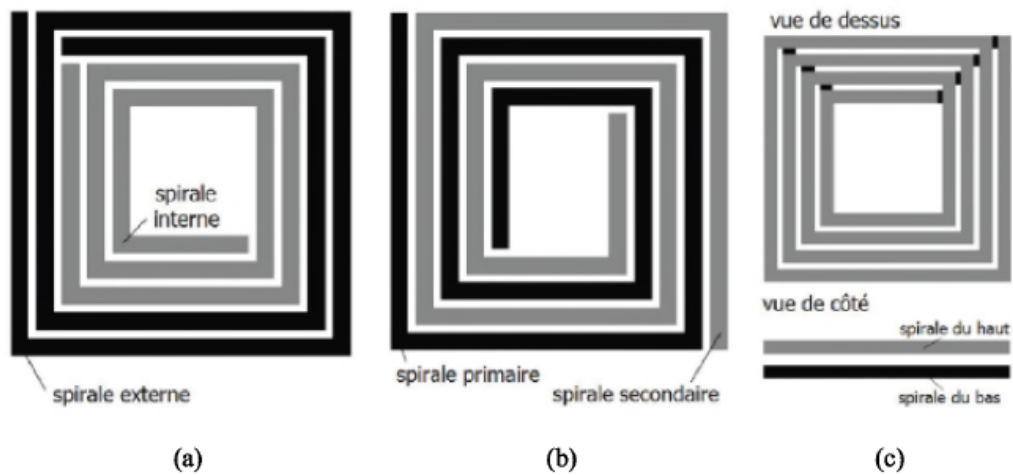 vue de dessus
spirale
interne
vue de côté
spirale du haut
spirale externe
spirale primaire
spirale secondaire
spirale du bas
(a)
(b)
(c)